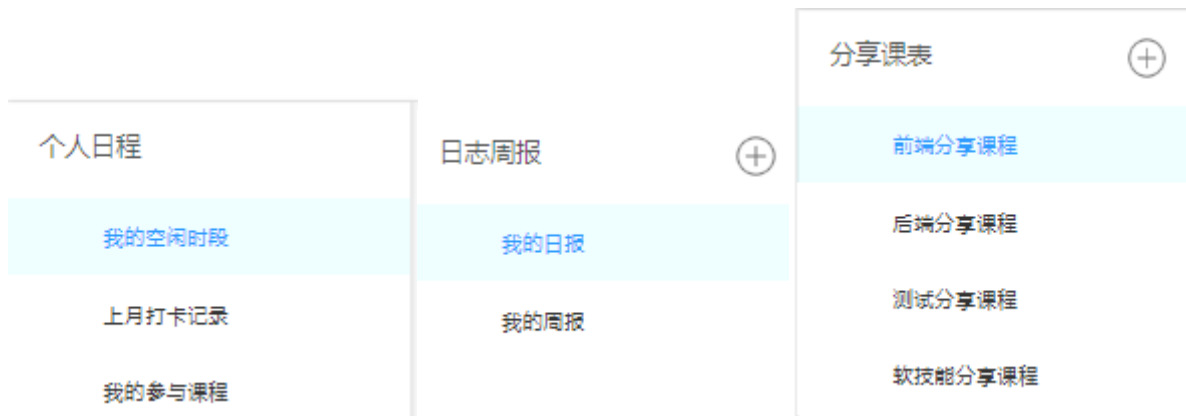 个人日程
我的空闲时段
上月打卡记录
我的参与课程
日志周报
我的日报
我的周报
分享课表
前端分享课程
后端分享课程
测试分享课程
软技能分享课程